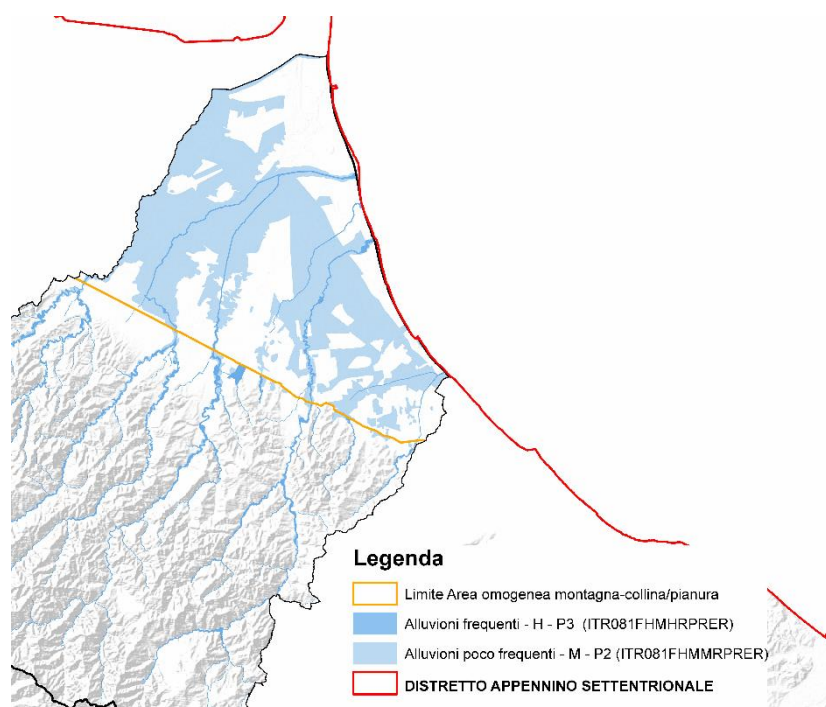 Legenda
Limite Area omogenea montagna-collina/pianura
Alluvioni frequenti - H - P3 (ITR081FHMHRPRER)
Alluvioni poco frequenti - M - P2 (ITR081FHMMRPRER)
DISTRETTO APPENNINO SETTENTRIONALE